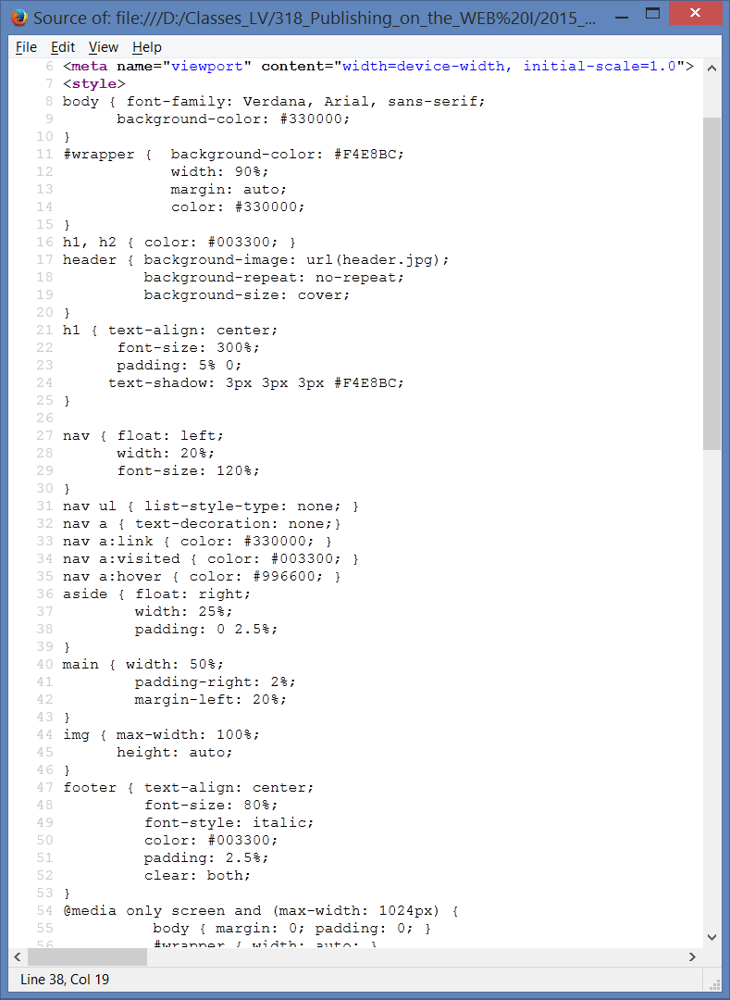 Source of: file:///D:/Classes_LV/318_Publishing_on_the_WEB%20I/2015_...
File Edit View Help
6 <meta name="viewport" content="width=device-width, initial-scale=1.0">
7 <style>
8 body { font-family: Verdana, Arial, sans-serif;
9 background-color: #330000;
10 }
11 #wrapper { background-color: #F4E8BC;
12 width: 90%;
13 margin: auto;
14 color: #330000;
15 }
16 h1, h2 { color: #003300; }
17 header { background-image: url(header.jpg);
18 background-repeat: no-repeat;
19 background-size: cover;
20 }
21 h1 { text-align: center;
22 font-size: 300%;
23 padding: 5% 0;
24 text-shadow: 3px 3px 3px #F4E8BC;
25 }
26
27 nav { float: left;
28 width: 20%;
29 font-size: 120%;
30 }
31 nav ul { list-style-type: none; }
32 nav a { text-decoration: none;}
33 nav a:link { color: #330000; }
34 nav a:visited { color: #003300; }
35 nav a:hover { color: #996600; }
36 aside { float: right;
37 width: 25%;
38 padding: 0 2.5%;
39 }
40 main { width: 50%;
41 padding-right: 2%;
42 margin-left: 20%;
43 }
44 img { max-width: 100%;
45 height: auto;
46 }
47 footer { text-align: center;
48 font-size: 80%;
49 font-style: italic;
50 color: #003300;
51 padding: 2.5%;
52 clear: both;
53 }
54 @media only screen and (max-width: 1024px) {
55 body { margin: 0; padding: 0; }
56 #wrapper { width: auto; }
Line 38, Col 19